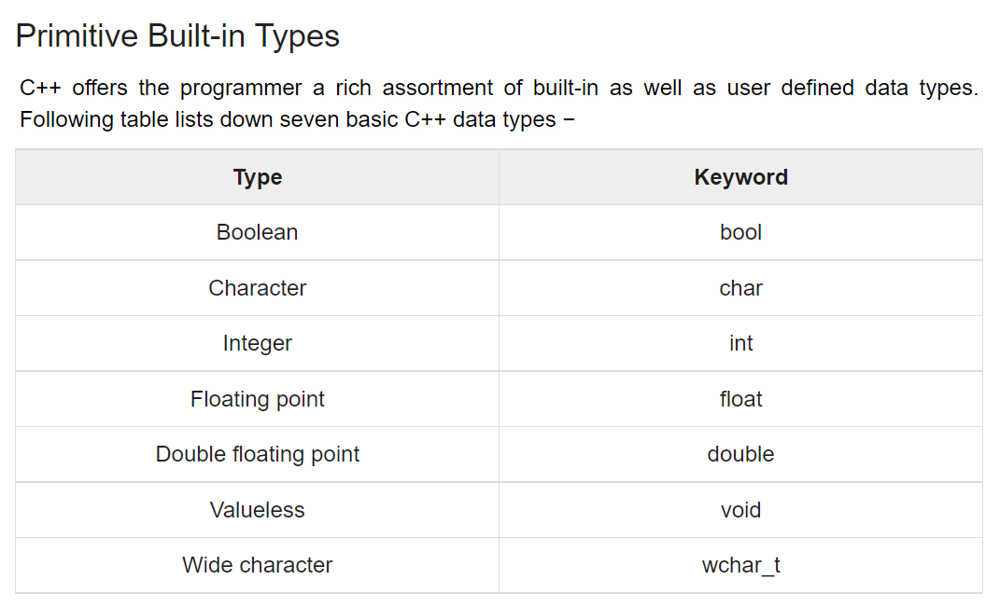 Primitive Built-in Types
C++ offers the programmer a rich assortment of built-in as well as user defined data types.
Following table lists down seven basic C++ data types −
Type Keyword
Boolean bool
Character char
Integer int
Floating point float
Double floating point double
Valueless void
Wide character wchar_t